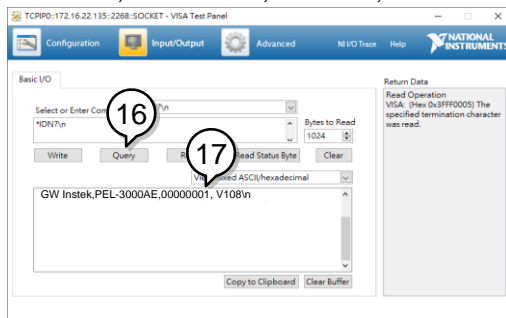 TCPIP0::172.16.22.135::2268::SOCKET - VISA Test Panel
Configuration
Input/Output
Advanced
NI I/O Trace
Help
NATIONAL
INSTRUMENTS
Basic I/O
Return Data
Read Operation
VISA: (Hex 0x3FFF0005) The
specified termination character
was read.
Select or Enter
\n
16
*IDN?\n
Bytes to Read
1024
Write
Query
17
Read Status Byte
Clear
ASCII/hexadecimal
GW Instek,PEL-3000AE,00000001, V108\n
Copy to Clipboard
Clear Buffer